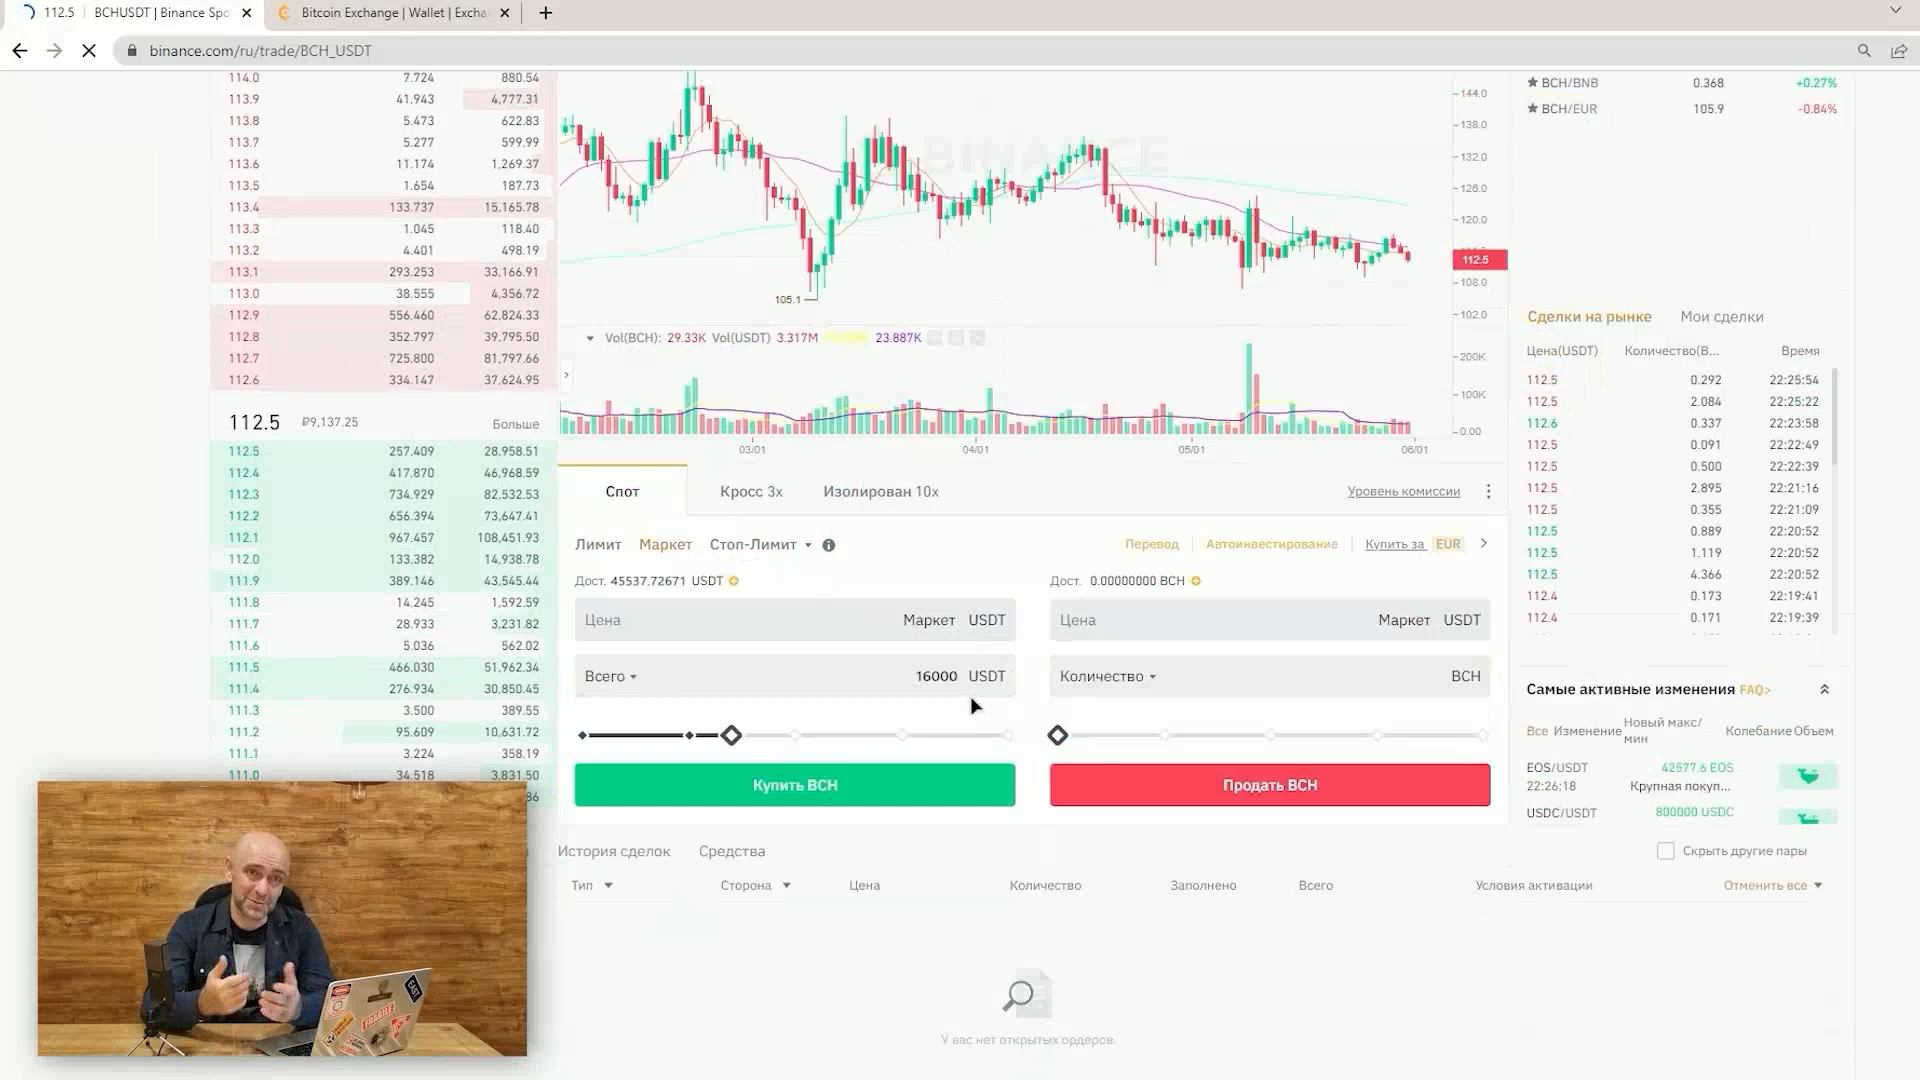 112.5 | BCHUSDT | Binance Spo
Bitcoin Exchange | Wallet | Excha
binance.com/ru/trade/BCH_USDT
114.0 7.724 880.54
113.9 41.943 4,777.31
113.8 5.473 622.83
113.7 5.277 599.99
113.6 11.174 1,269.37
113.5 1.654 187.73
113.4 133.737 15,165.78
113.3 1.045 118.40
113.2 4.401 498.19
113.1 293.253 33,166.91
113.0 38.555 4,356.72
112.9 556.460 62,824.33
112.8 352.797 39,795.50
112.7 725.800 81,797.66
112.6 334.147 37,624.95
112.5 ₽9,137.25 Больше
112.5 257.409 28,958.51
112.4 417.870 46,968.59
112.3 734.929 82,532.53
112.2 656.394 73,647.41
112.1 967.457 108,451.93
112.0 133.382 14,938.78
111.9 389.146 43,545.44
111.8 14.245 1,592.59
111.7 28.933 3,231.82
111.6 5.036 562.02
111.5 466.030 51,962.34
111.4 276.934 30,850.45
111.3 3.500 389.55
111.2 95.609 10,631.72
111.1 3.224 358.19
111.0 34.518 3,831.50
86
BINANCE
144.0
138.0
132.0
126.0
120.0
112.5
108.0
102.0
105.1
Vol(BCH): 29.33K Vol(USDT) 3.317M 23.887K
200K
100K
0.00
03/01 04/01 05/01 06/01
Спот Кросс 3x Изолирован 10x Уровень комиссии
Лимит Маркет Стоп-Лимит Перевод Автоинвестирование Купить за EUR
Дост. 45537.72671 USDT
Цена Маркет USDT
Всего 16000 USDT
Купить BCH
Дост. 0.00000000 BCH
Цена Маркет USDT
Количество BCH
Продать BCH
История сделок Средства
Скрыть другие пары
Тип Сторона Цена Количество Заполнено Всего Условия активации Отменить все
У вас нет открытых ордеров.
BCH/BNB 0.368 +0.27%
BCH/EUR 105.9 -0.84%
Сделки на рынке Мои сделки
Цена(USDT) Количество(B... Время
112.5 0.292 22:25:54
112.5 2.084 22:25:22
112.6 0.337 22:23:58
112.5 0.091 22:22:49
112.5 0.500 22:22:39
112.5 2.895 22:21:16
112.5 0.355 22:21:09
112.5 0.889 22:20:52
112.5 1.119 22:20:52
112.5 4.366 22:20:52
112.4 0.173 22:19:41
112.4 0.171 22:19:39
Самые активные изменения FAQ>
Все Изменение Новый макс/
мин Колебание Объем
EOS/USDT 42577.6 EOS
22:26:18 Крупная покуп...
USDC/USDT 800000 USDC
FRAGILE
EAST